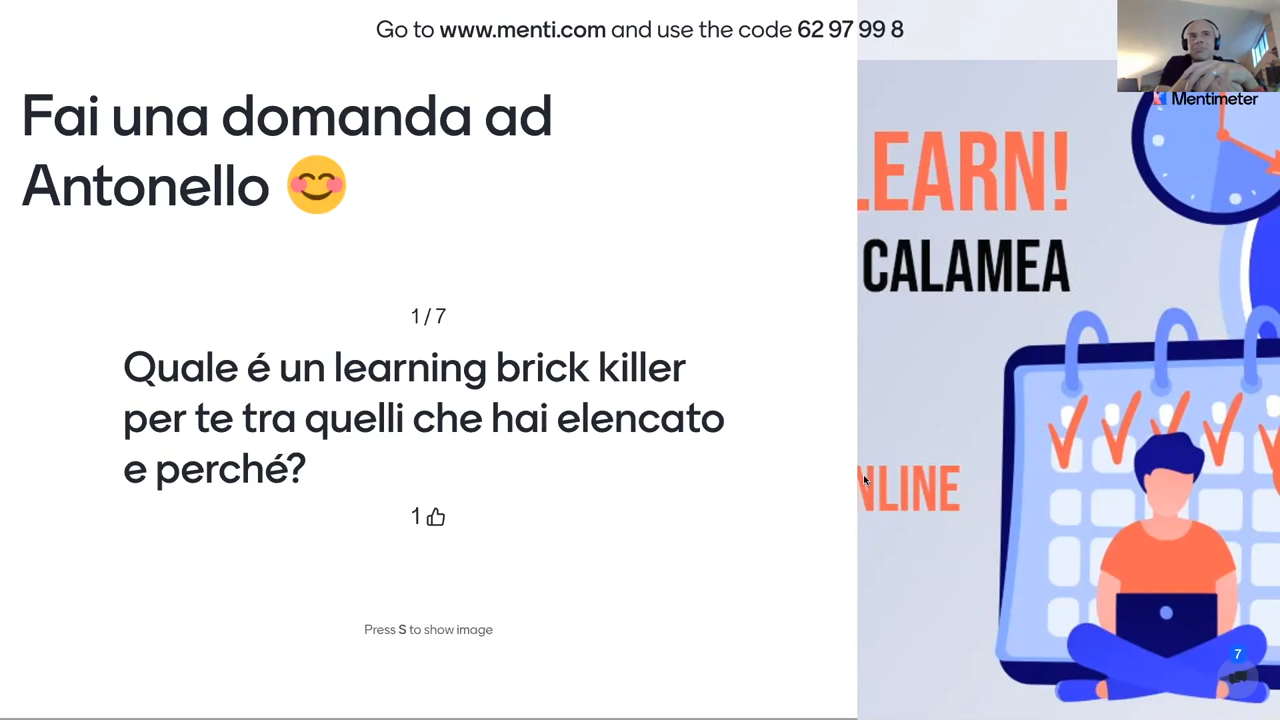 Go to www.menti.com and use the code 62 97 99 8
Mentimeter
Fai una domanda ad
Antonello 😊
1 / 7
Quale é un learning brick killer
per te tra quelli che hai elencato
e perché?
1
Press S to show image
LEARN!
CALAMEA
NLINE
7